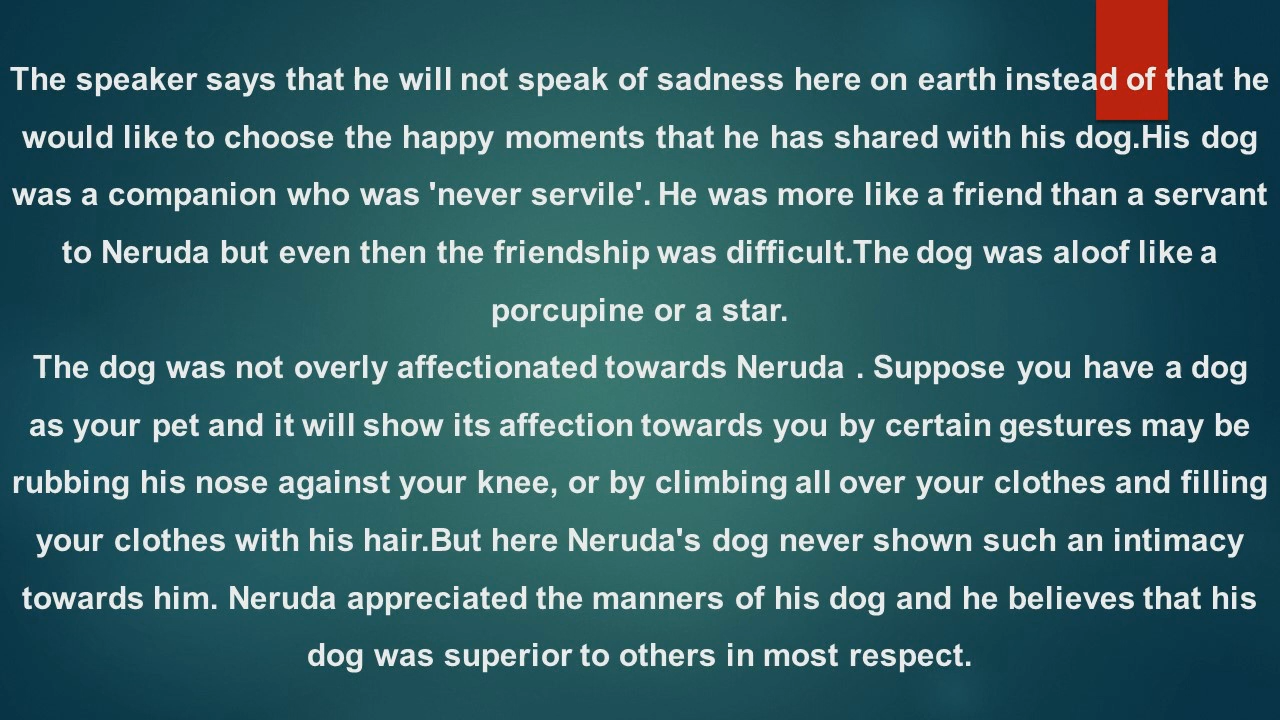 The speaker says that he will not speak of sadness here on earth instead of that he
would like to choose the happy moments that he has shared with his dog.His dog
was a companion who was 'never servile'. He was more like a friend than a servant
to Neruda but even then the friendship was difficult.The dog was aloof like a
porcupine or a star.
The dog was not overly affectionated towards Neruda . Suppose you have a dog
as your pet and it will show its affection towards you by certain gestures may be
rubbing his nose against your knee, or by climbing all over your clothes and filling
your clothes with his hair.But here Neruda's dog never shown such an intimacy
towards him. Neruda appreciated the manners of his dog and he believes that his
dog was superior to others in most respect.